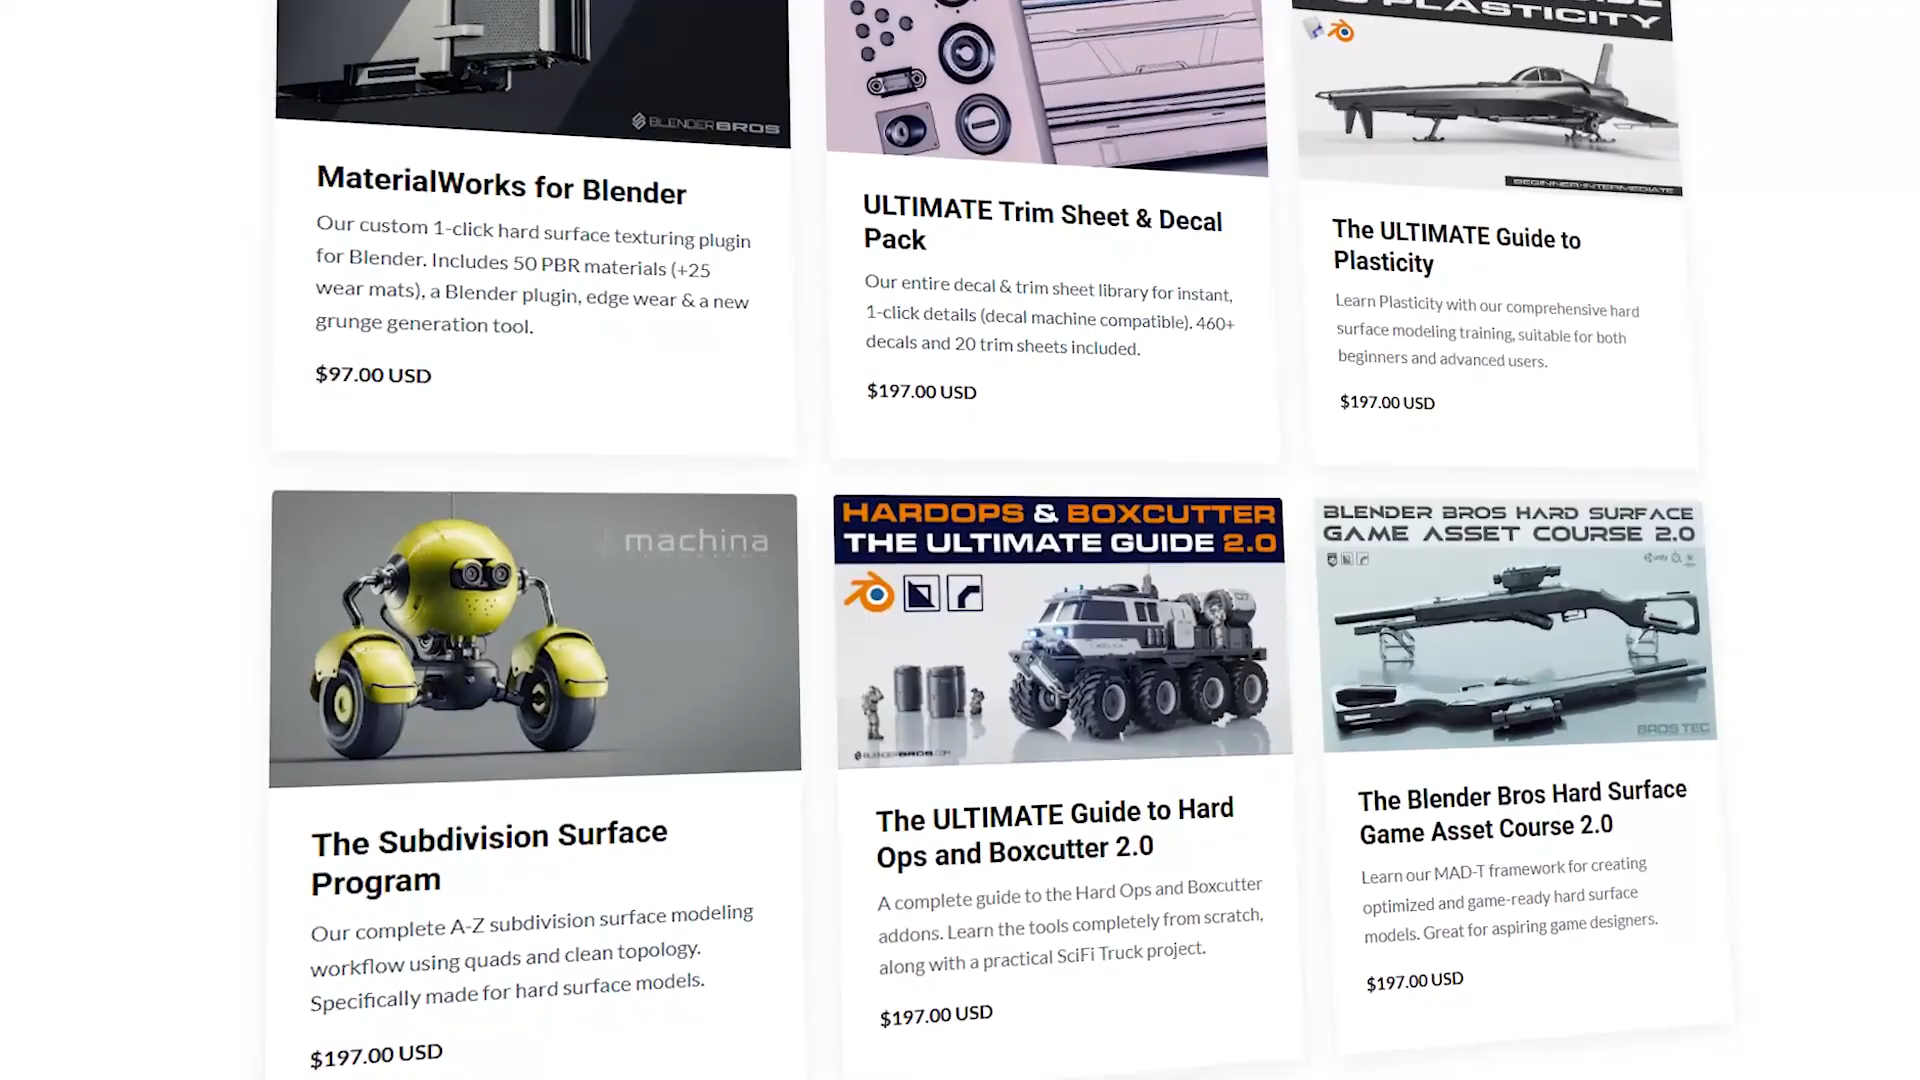 BLENDERBROS
MaterialWorks for Blender
Our custom 1-click hard surface texturing plugin
for Blender. Includes 50 PBR materials (+25
wear mats), a Blender plugin, edge wear & a new
grunge generation tool.
$97.00 USD
ULTIMATE Trim Sheet & Decal
Pack
Our entire decal & trim sheet library for instant,
1-click details (decal machine compatible). 460+
decals and 20 trim sheets included.
$197.00 USD
PLASTICITY
BEGINNER-INTERMEDIATE
The ULTIMATE Guide to
Plasticity
Learn Plasticity with our comprehensive hard
surface modeling training, suitable for both
beginners and advanced users.
$197.00 USD
machina
The Subdivision Surface
Program
Our complete A-Z subdivision surface modeling
workflow using quads and clean topology.
Specifically made for hard surface models.
$197.00 USD
HARDOPS & BOXCUTTER
THE ULTIMATE GUIDE 2.0
BLENDERBROS.COM
The ULTIMATE Guide to Hard
Ops and Boxcutter 2.0
A complete guide to the Hard Ops and Boxcutter
addons. Learn the tools completely from scratch,
along with a practical SciFi Truck project.
$197.00 USD
BLENDER BROS HARD SURFACE
GAME ASSET COURSE 2.0
unity
BROS TEC
The Blender Bros Hard Surface
Game Asset Course 2.0
Learn our MAD-T framework for creating
optimized and game-ready hard surface
models. Great for aspiring game designers.
$197.00 USD